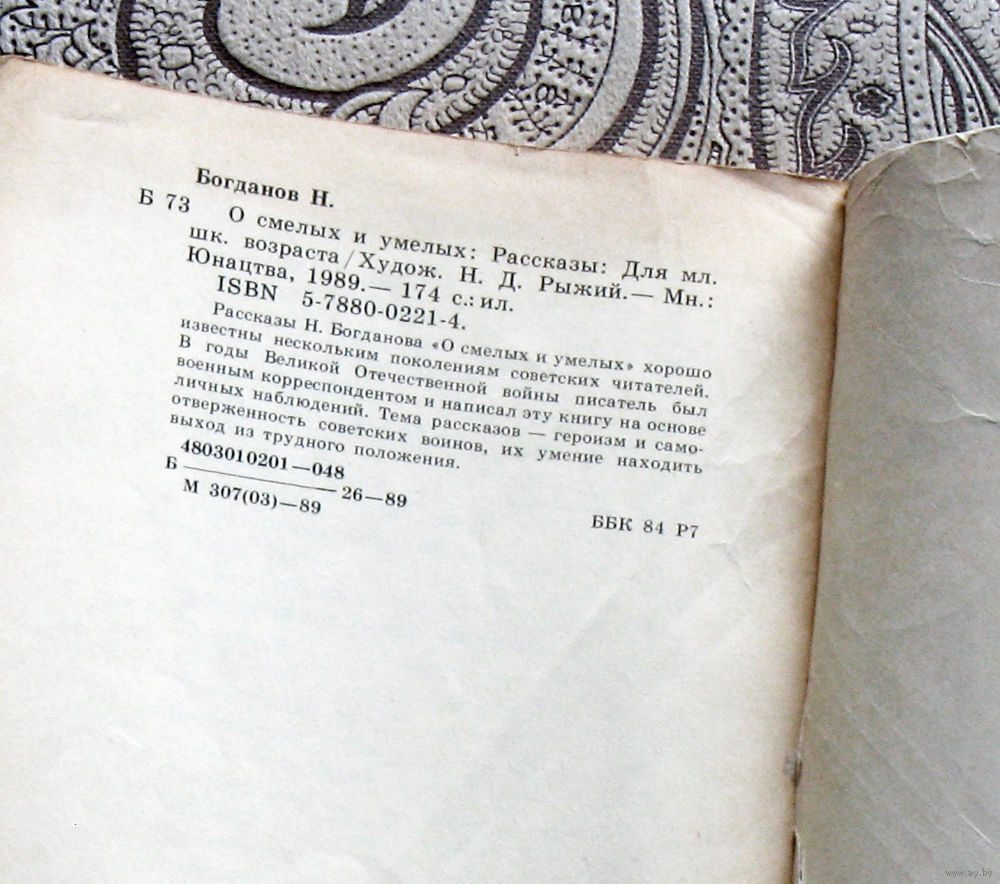 Богданов Н.
Б 73 О смелых и умелых: Рассказы: Для мл.
шк. возраста / Худож. Н. Д. Рыжий. — Мн.:
Юнацтва, 1989. — 174 с.: ил.
ISBN 5-7880-0221-4.
Рассказы Н. Богданова «О смелых и умелых» хорошо
известны нескольким поколениям советских читателей.
В годы Великой Отечественной войны писатель был
военным корреспондентом и написал эту книгу на основе
личных наблюдений. Тема рассказов — героизм и само-
отверженность советских воинов, их умение находить
выход из трудного положения.
4803010201—048
Б ———— 26—89
М 307(03)—89
ББК 84 Р7
www.ay.by